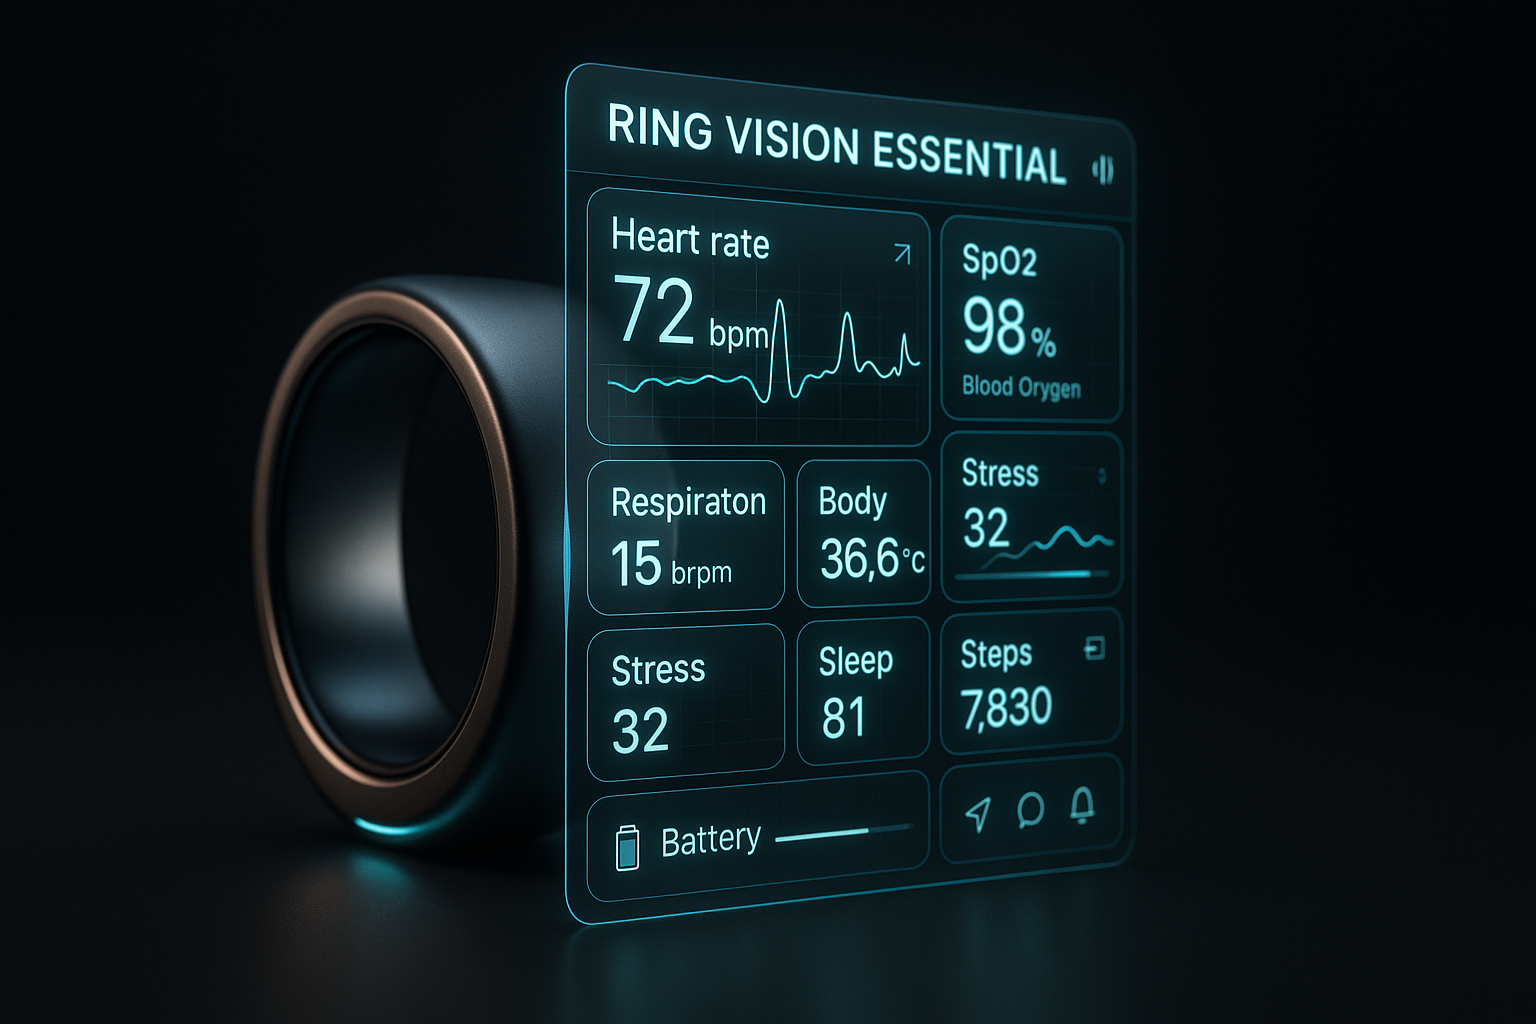 RING VISION ESSENTIAL
Heart rate
72 bpm
SpO2
98%
Blood Orygen
Respiraton
15 brpm
Body
36,6°c
Stress
32
Stress
32
Sleep
81
Steps
7,830
Battery